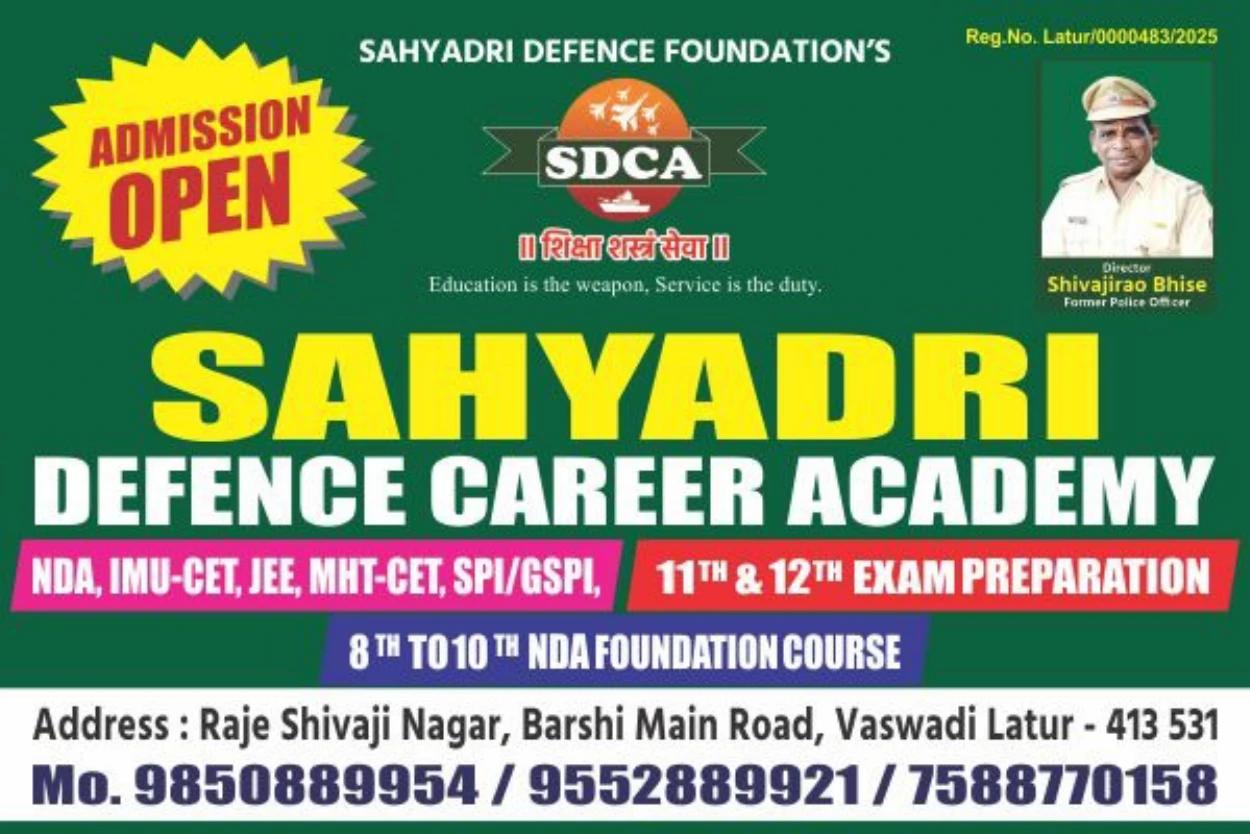 SAHYADRI DEFENCE FOUNDATION'S
Reg.No. Latur/0000483/2025
ADMISSION
OPEN
SDCA
॥ शिक्षा शस्त्रं सेवा ॥
Education is the weapon, Service is the duty.
Director
Shivajirao Bhise
Former Police Officer
SAHYADRI
DEFENCE CAREER ACADEMY
NDA, IMU-CET, JEE, MHT-CET, SPI/GSPI,
11TH & 12TH EXAM PREPARATION
8 TH TO 10 TH NDA FOUNDATION COURSE
Address : Raje Shivaji Nagar, Barshi Main Road, Vaswadi Latur - 413 531
Mo. 9850889954 / 9552889921 / 7588770158